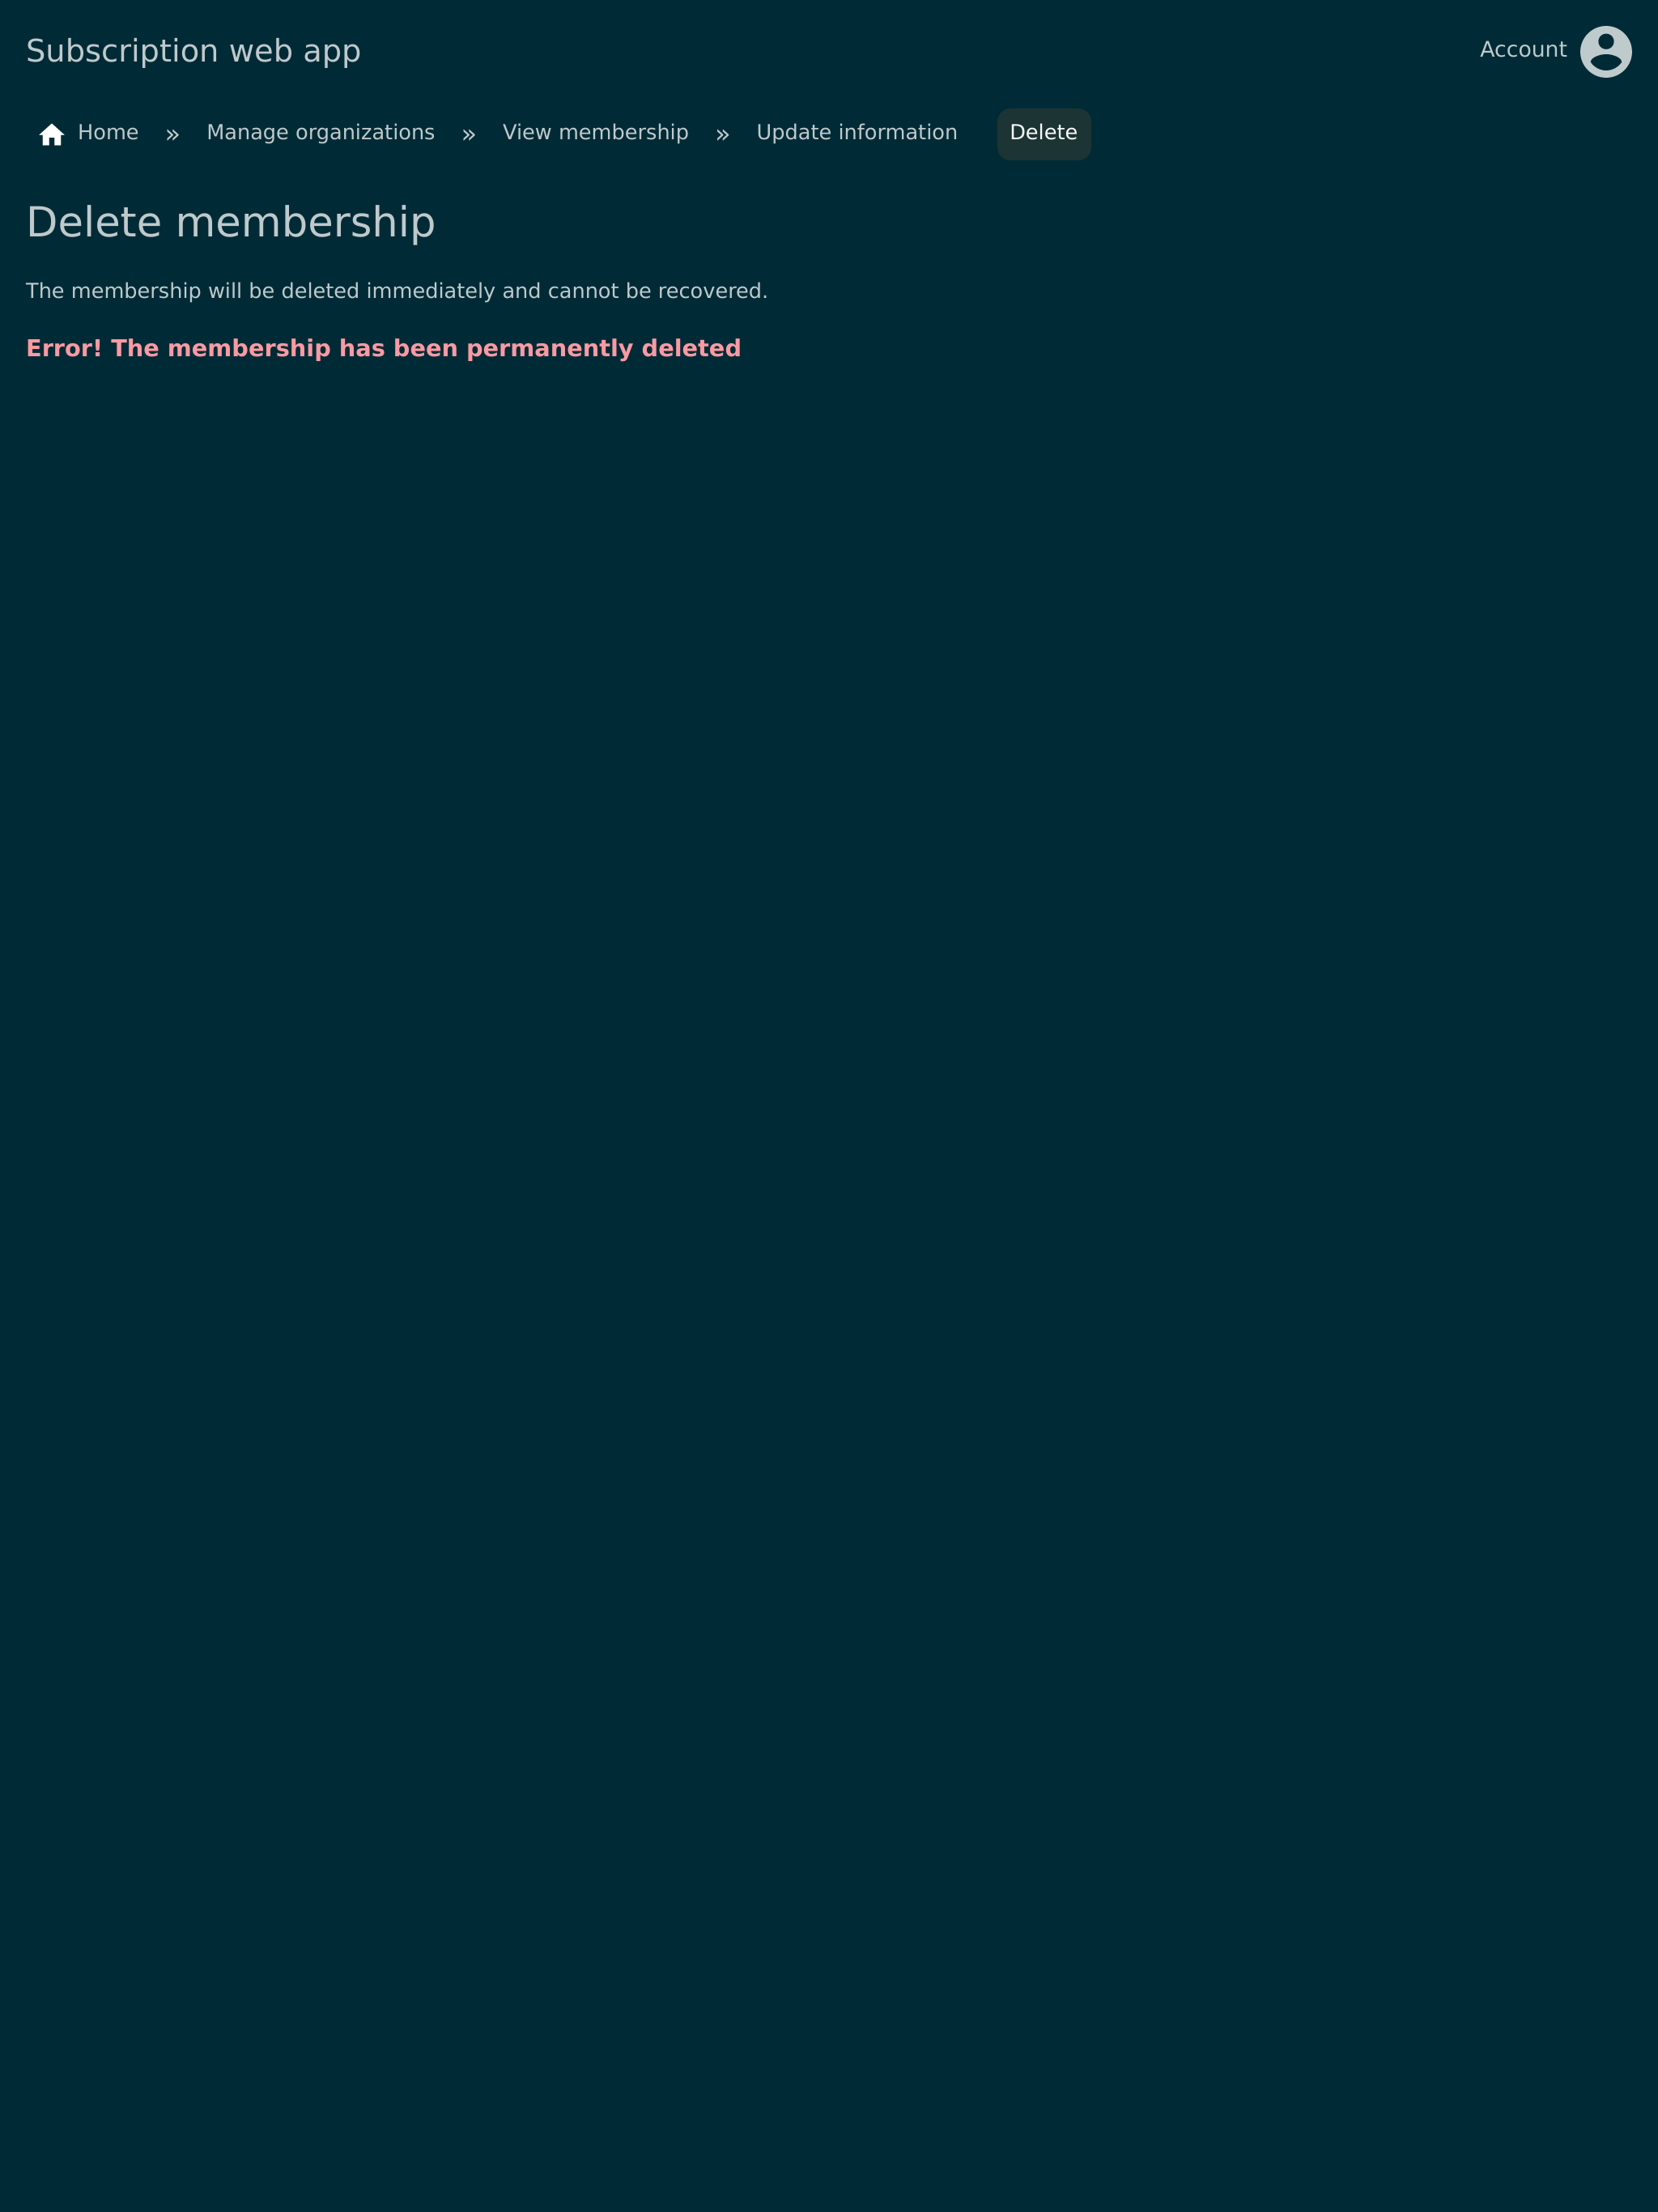 Subscription web app
Account
Home » Manage organizations » View membership » Update information Delete
Delete membership
The membership will be deleted immediately and cannot be recovered.
Error! The membership has been permanently deleted